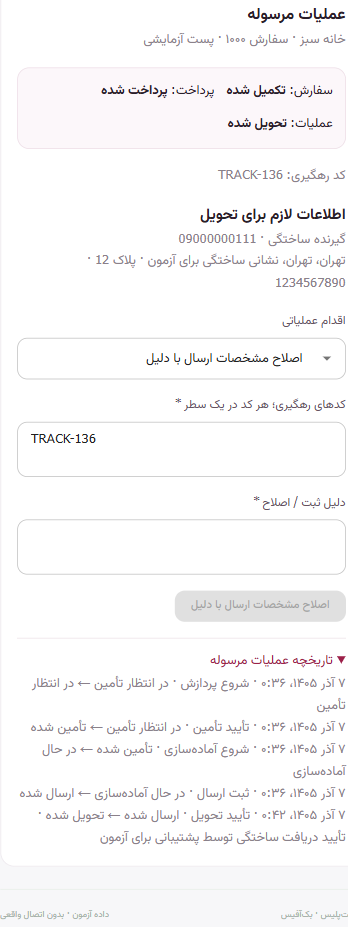 عملیات مرسوله
خانه سبز · سفارش ۱۰۰۰ · پست آزمایشی
سفارش: تکمیل شده پرداخت: پرداخت شده
عملیات: تحویل شده
کد رهگیری: TRACK-136
اطلاعات لازم برای تحویل
گیرنده ساختگی · 09000000111
تهران، تهران، نشانی ساختگی برای آزمون · پلاک 12 ·
1234567890
اقدام عملیاتی
اصلاح مشخصات ارسال با دلیل
کدهای رهگیری؛ هر کد در یک سطر *
TRACK-136
دلیل ثبت / اصلاح *
اصلاح مشخصات ارسال با دلیل
▼ تاریخچه عملیات مرسوله
۷ آذر ۱۴۰۵، ۰:۳۶ · شروع پردازش · در انتظار تأمین ← در انتظار
تأمین
۷ آذر ۱۴۰۵، ۰:۳۶ · تأیید تأمین · در انتظار تأمین ← تأمین شده
۷ آذر ۱۴۰۵، ۰:۳۶ · شروع آماده‌سازی · تأمین شده ← در حال
آماده‌سازی
۷ آذر ۱۴۰۵، ۰:۳۶ · ثبت ارسال · در حال آماده‌سازی ← ارسال شده
۷ آذر ۱۴۰۵، ۰:۴۲ · تأیید تحویل · ارسال شده ← تحویل شده ·
تأیید دریافت ساختگی توسط پشتیبانی برای آزمون
بک‌آفیس
داده آزمون · بدون اتصال واقعی